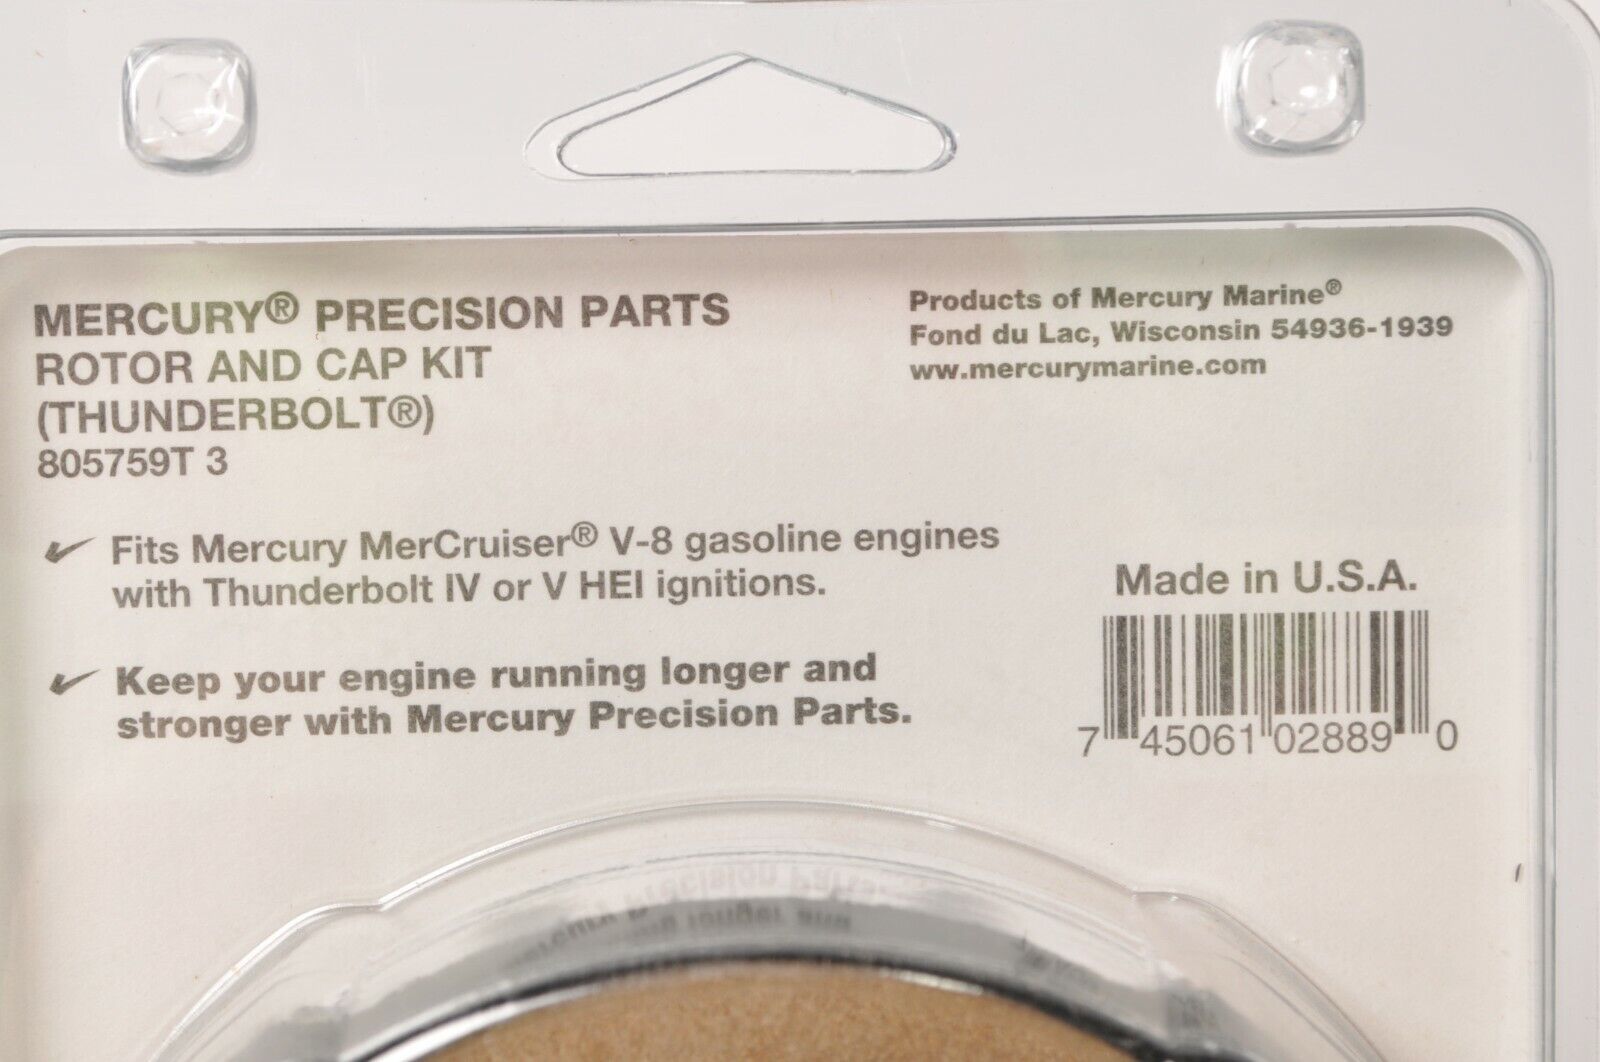 MERCURY® PRECISION PARTS
ROTOR AND CAP KIT
(THUNDERBOLT®)
805759T 3
Products of Mercury Marine®
Fond du Lac, Wisconsin 54936-1939
ww.mercurymarine.com
Fits Mercury MerCruiser® V-8 gasoline engines
with Thunderbolt IV or V HEI ignitions.
Keep your engine running longer and
stronger with Mercury Precision Parts.
Made in U.S.A.
7 45061 02889 0